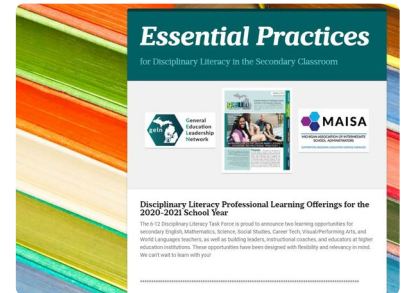 Essential Practices
for Disciplinary Literacy in the Secondary Classroom
geln
General
Education
Leadership
Network
MAISA
MICHIGAN ASSOCIATION OF INTERMEDIATE
SCHOOL ADMINISTRATORS
Disciplinary Literacy Professional Learning Offerings for the
2020-2021 School Year
The 6-12 Disciplinary Literacy Task Force is proud to announce two learning opportunities for
secondary English, Mathematics, Science, Social Studies, Career Tech, Visual/Performing Arts, and
World Languages teachers, as well as building leaders, instructional coaches, and educators at higher
education institutions. These opportunities have been designed with flexibility and relevancy in mind.
We can't wait to learn with you!